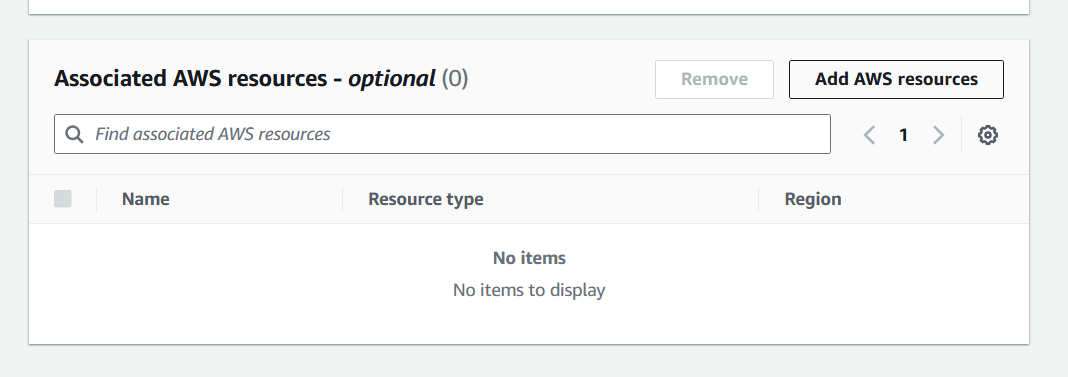 Associated AWS resources - optional (0)
Remove
Add AWS resources
Find associated AWS resources
1
Name
Resource type
Region
No items
No items to display